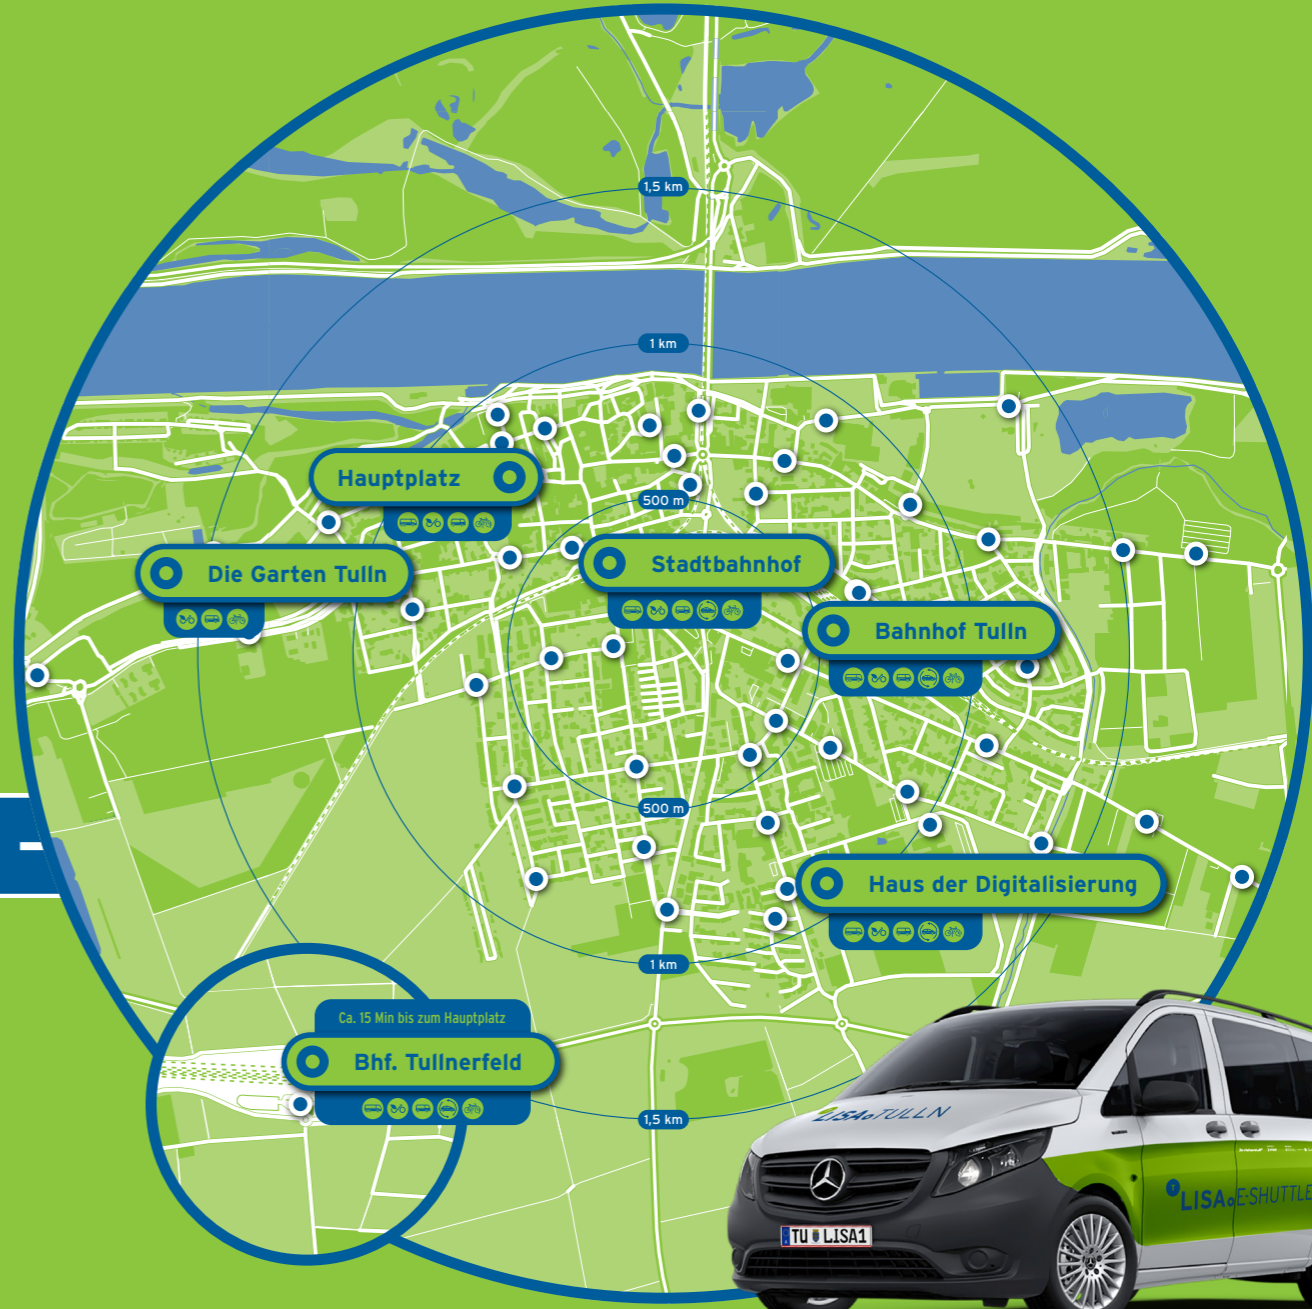 1,5 km
1 km
Hauptplatz
500 m
Die Garten Tulln
Stadtbahnhof
Bahnhof Tulln
500 m
Haus der Digitalisierung
1 km
Ca. 15 Min bis zum Hauptplatz
Bhf. Tullnerfeld
1,5 km
LISA.TULLN
LISA.E-SHUTTLE
TU LISA1